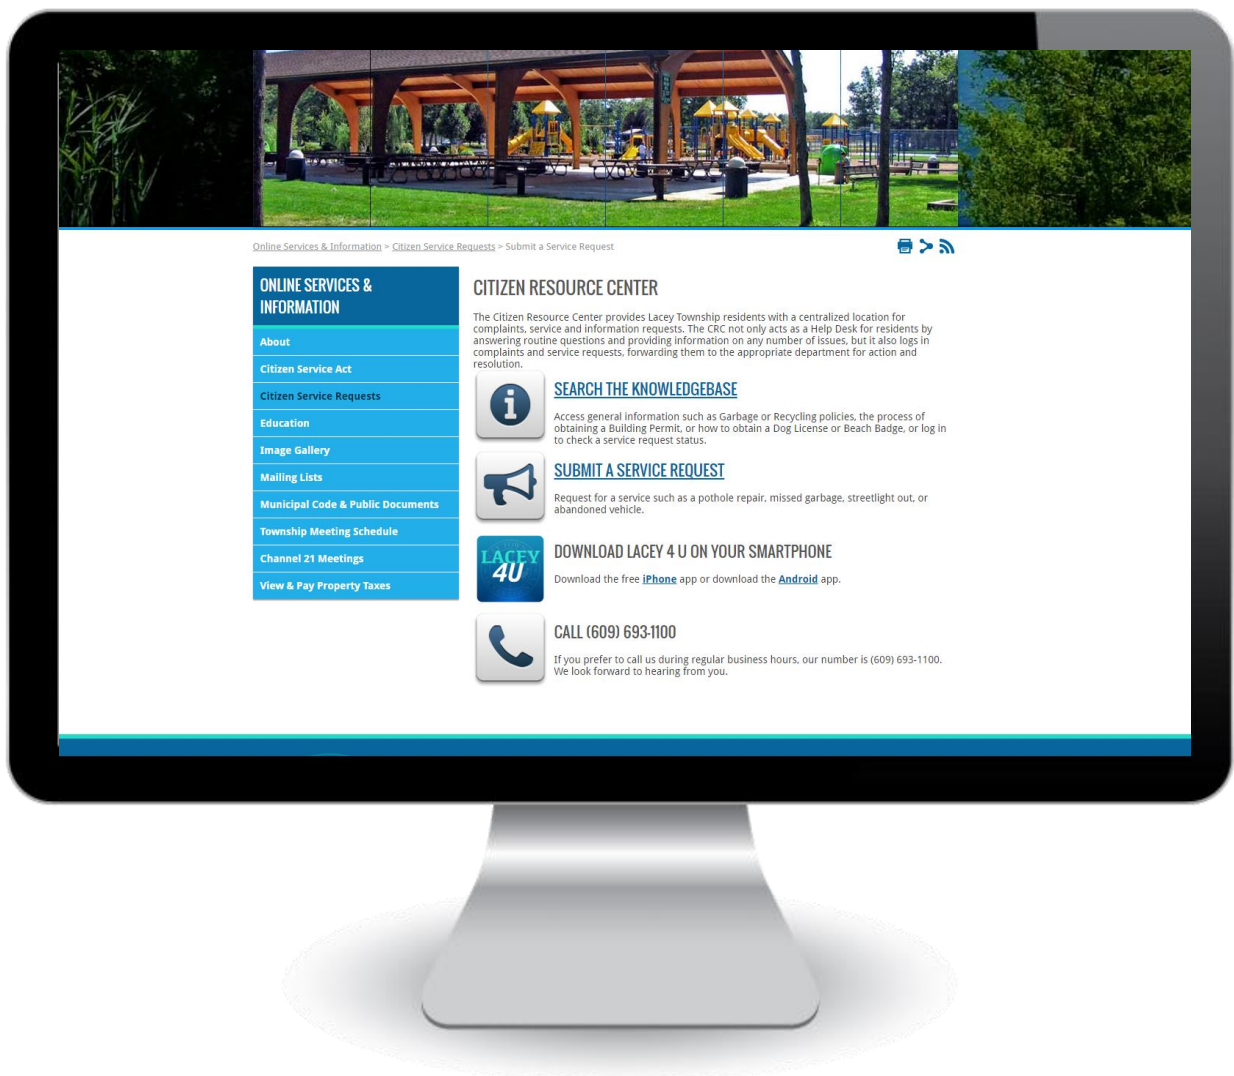 Online Services & Information > Citizen Service Requests > Submit a Service Request
ONLINE SERVICES &
INFORMATION
About
Citizen Service Act
Citizen Service Requests
Education
Image Gallery
Mailing Lists
Municipal Code & Public Documents
Township Meeting Schedule
Channel 21 Meetings
View & Pay Property Taxes
CITIZEN RESOURCE CENTER
The Citizen Resource Center provides Lacey Township residents with a centralized location for
complaints, service and information requests. The CRC not only acts as a Help Desk for residents by
answering routine questions and providing information on any number of issues, but it also logs in
complaints and service requests, forwarding them to the appropriate department for action and
resolution.
SEARCH THE KNOWLEDGEBASE
Access general information such as Garbage or Recycling policies, the process of
obtaining a Building Permit, or how to obtain a Dog License or Beach Badge, or log in
to check a service request status.
SUBMIT A SERVICE REQUEST
Request for a service such as a pothole repair, missed garbage, streetlight out, or
abandoned vehicle.
LACEY
4U
DOWNLOAD LACEY 4 U ON YOUR SMARTPHONE
Download the free iPhone app or download the Android app.
CALL (609) 693-1100
If you prefer to call us during regular business hours, our number is (609) 693-1100.
We look forward to hearing from you.